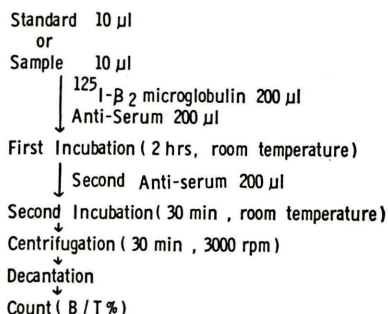 Standard 10 µl
or
Sample 10 µl
125I-β2 microglobulin 200 µl
Anti-Serum 200 µl
First Incubation ( 2 hrs, room temperature )
Second Anti-serum 200 µl
Second Incubation( 30 min , room temperature )
Centrifugation ( 30 min , 3000 rpm )
Decantation
Count ( B / T % )